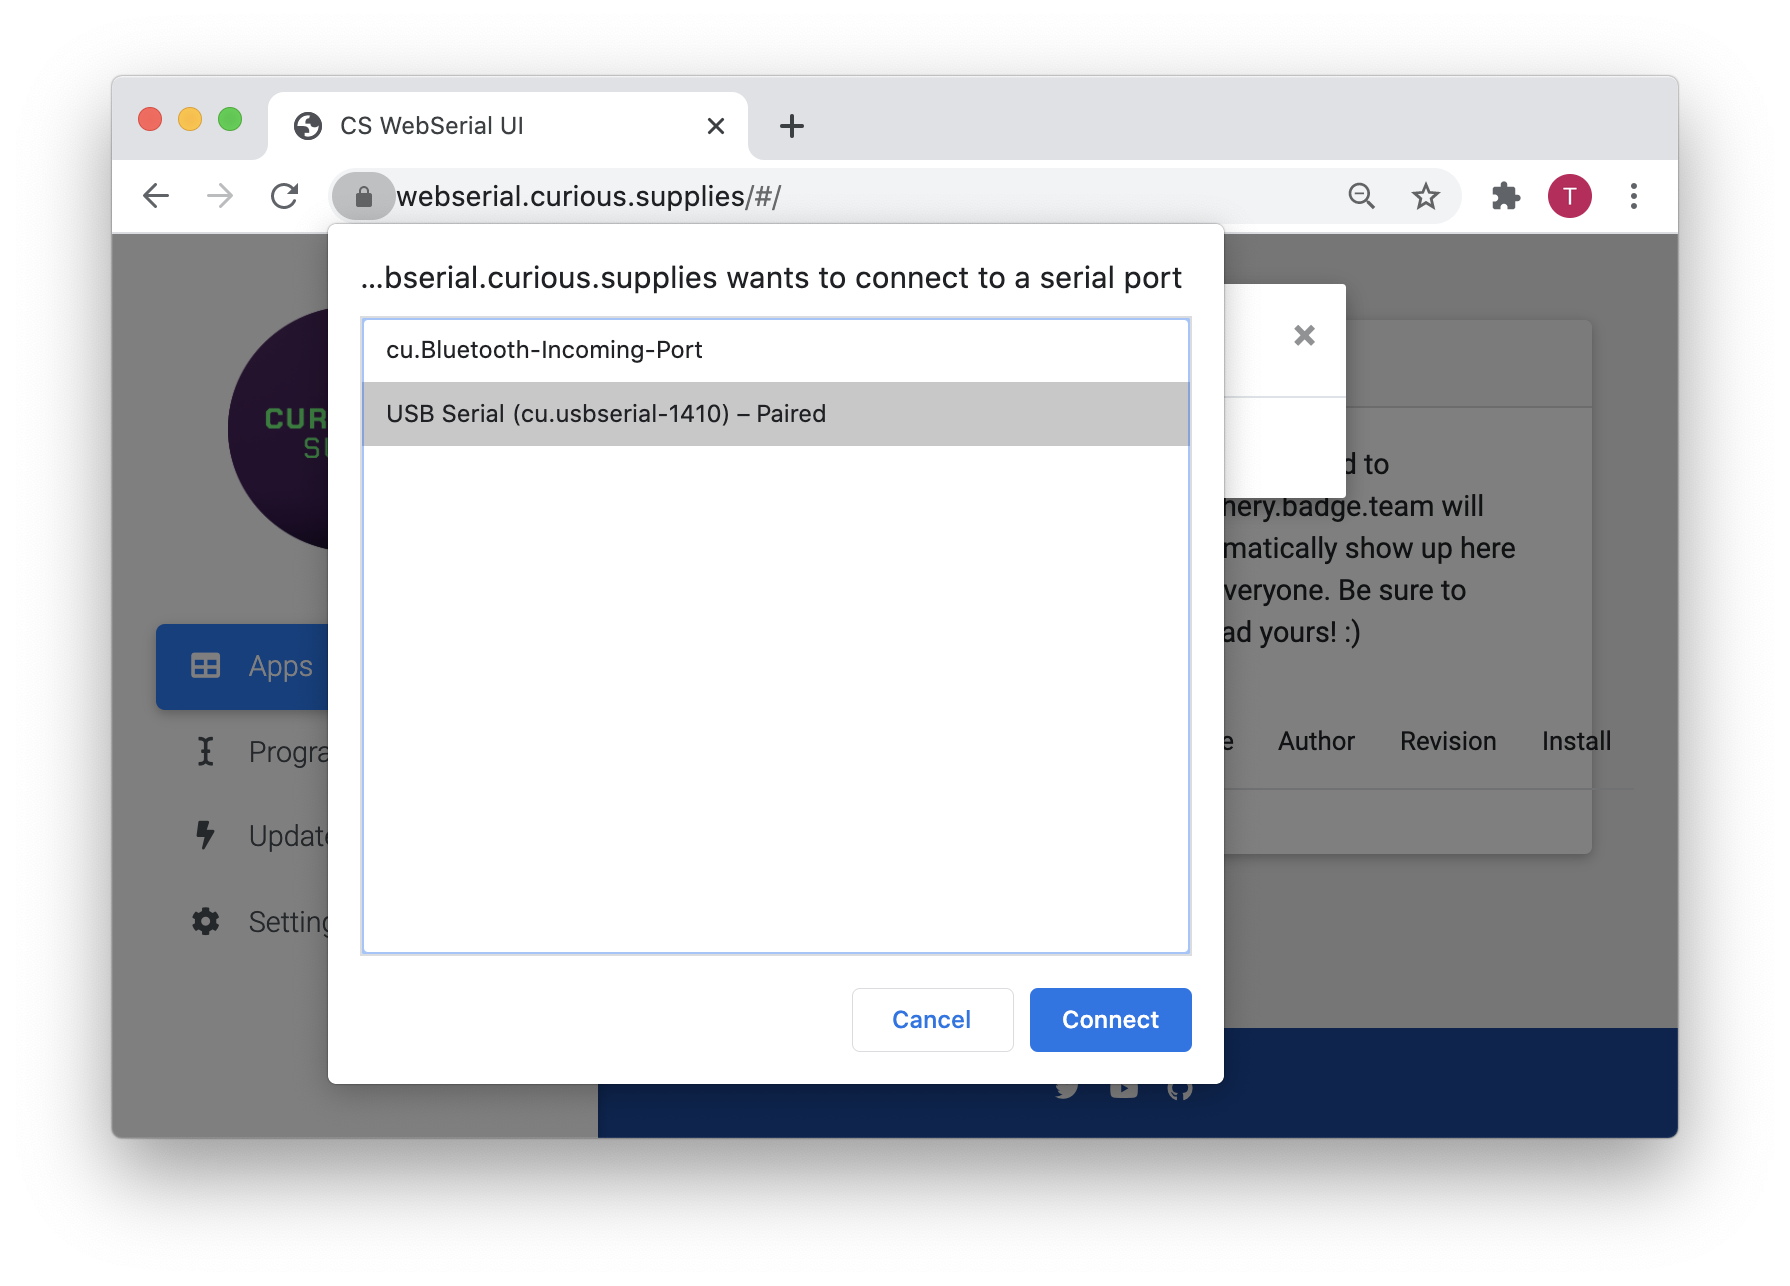 CS WebSerial UI
webserial.curious.supplies/#/
T
...bserial.curious.supplies wants to connect to a serial port
cu.Bluetooth-Incoming-Port
USB Serial (cu.usbserial-1410) – Paired
Cancel
Connect
CUR
Apps
Progra
Update
Setting
d to
nery.badge.team will
matically show up here
veryone. Be sure to
ad yours! :)
e Author Revision Install